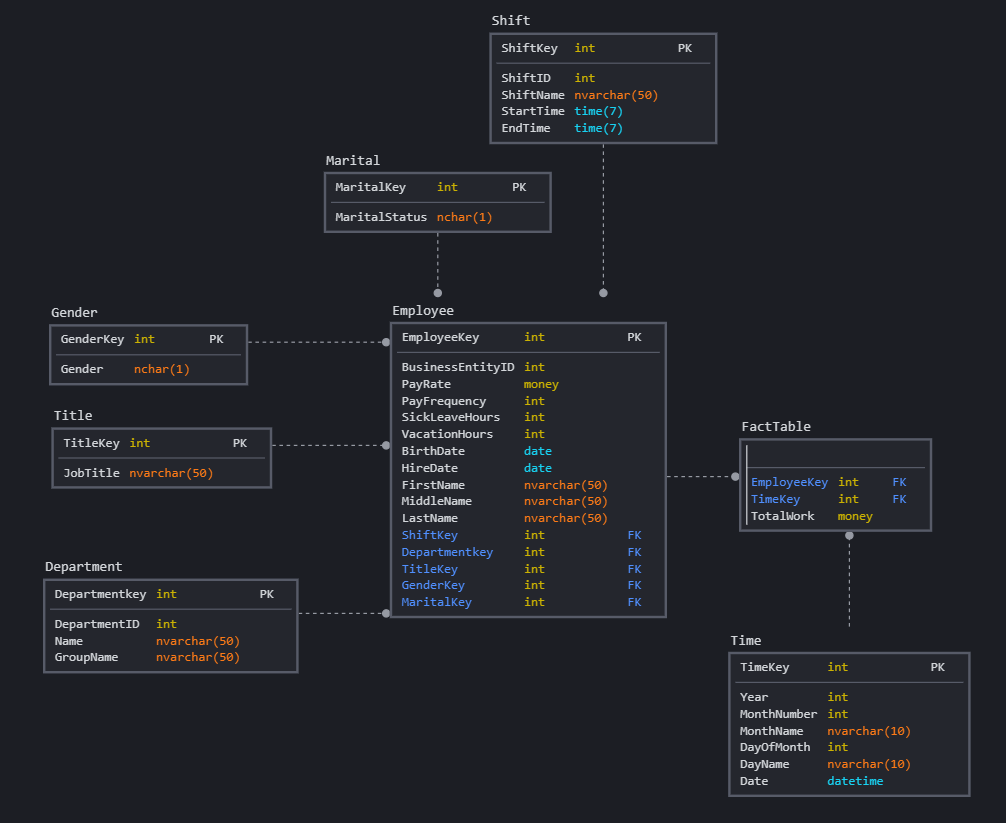 Shift
ShiftKey int PK
ShiftID int
ShiftName nvarchar(50)
StartTime time(7)
EndTime time(7)
Marital
MaritalKey int PK
MaritalStatus nchar(1)
Gender
GenderKey int PK
Gender nchar(1)
Title
TitleKey int PK
JobTitle nvarchar(50)
Department
Departmentkey int PK
DepartmentID int
Name nvarchar(50)
GroupName nvarchar(50)
Employee
EmployeeKey int PK
BusinessEntityID int
PayRate money
PayFrequency int
SickLeaveHours int
VacationHours int
BirthDate date
HireDate date
FirstName nvarchar(50)
MiddleName nvarchar(50)
LastName nvarchar(50)
ShiftKey int FK
Departmentkey int FK
TitleKey int FK
GenderKey int FK
MaritalKey int FK
FactTable
EmployeeKey int FK
TimeKey int FK
TotalWork money
Time
TimeKey int PK
Year int
MonthNumber int
MonthName nvarchar(10)
DayOfMonth int
DayName nvarchar(10)
Date datetime